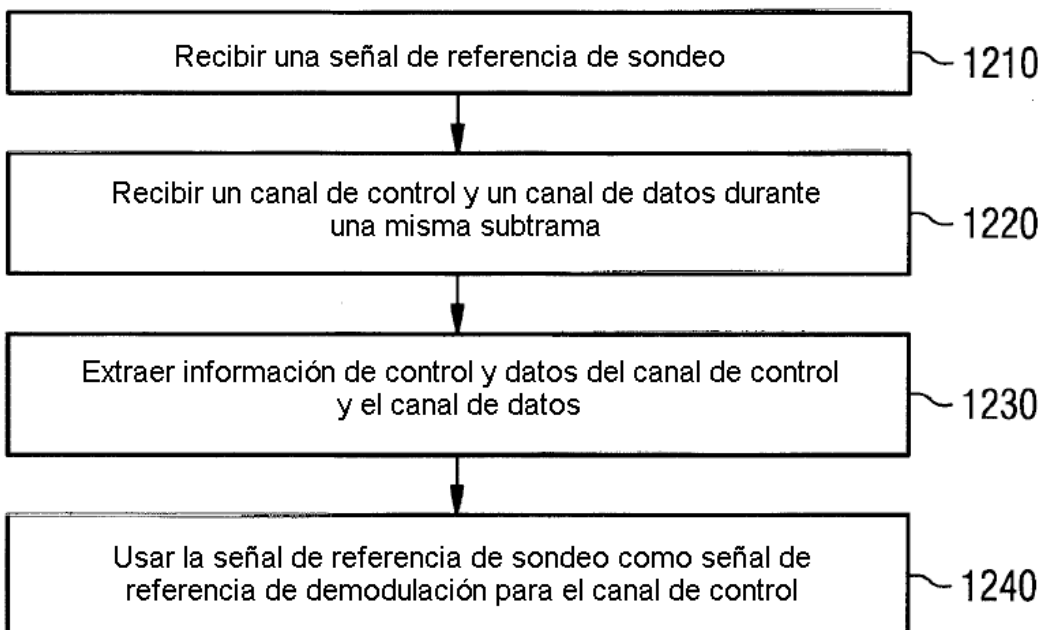 Recibir una señal de referencia de sondeo
1210
Recibir un canal de control y un canal de datos durante
una misma subtrama
1220
Extraer información de control y datos del canal de control
y el canal de datos
1230
Usar la señal de referencia de sondeo como señal de
referencia de demodulación para el canal de control
1240